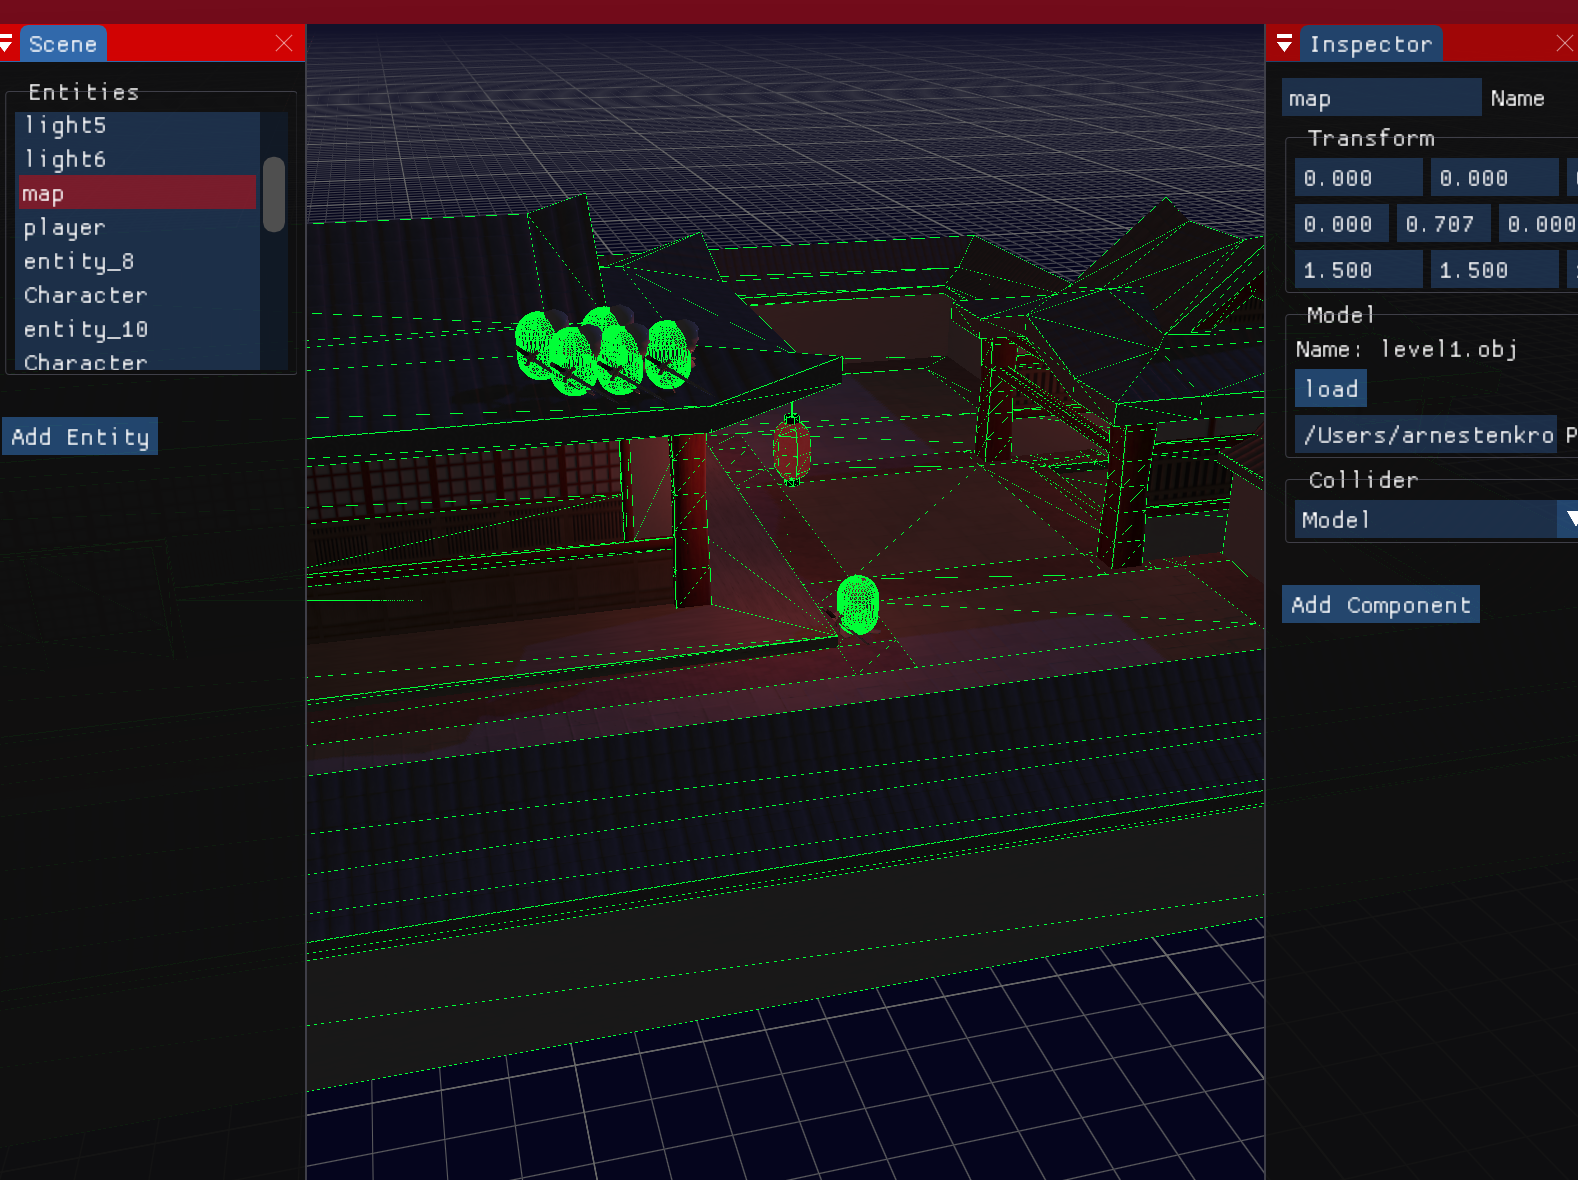 Scene
Entities
light5
light6
map
player
entity_8
Character
entity_10
Character
Add Entity
Inspector
map Name
Transform
0.000 0.000
0.000 0.707 0.000
1.500 1.500
Model
Name: level1.obj
load
/Users/arnestenkro P
Collider
Model
Add Component